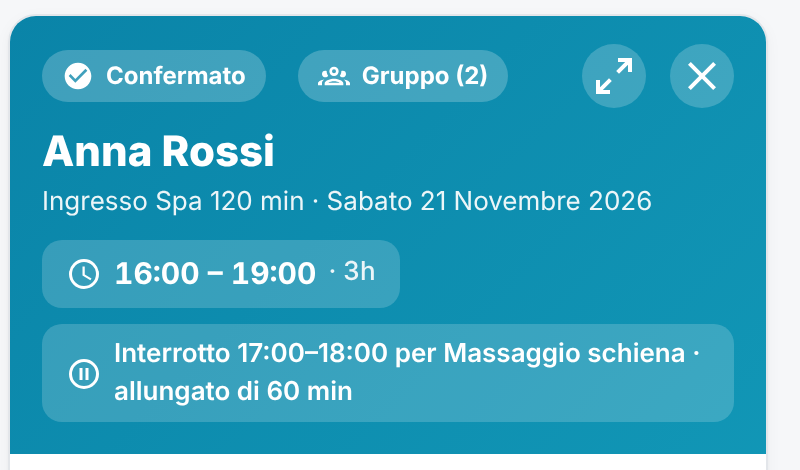 Confermato
Gruppo (2)
Anna Rossi
Ingresso Spa 120 min · Sabato 21 Novembre 2026
16:00 – 19:00 · 3h
Interrotto 17:00–18:00 per Massaggio schiena ·
allungato di 60 min